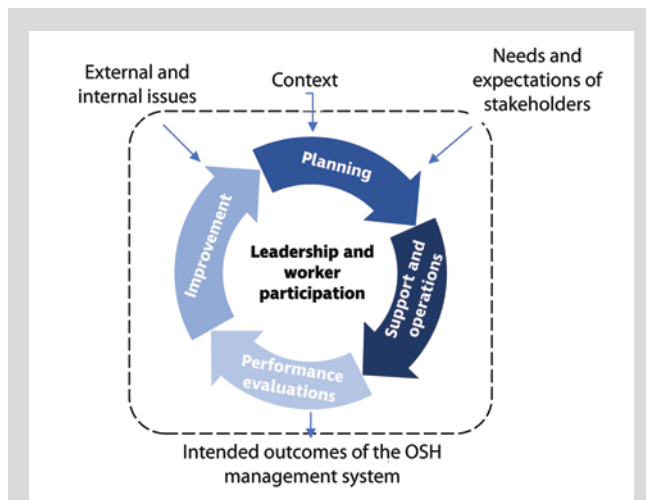 External and
internal issues
Context
Needs and
expectations of
stakeholders
Planning
Improvement
Leadership and
worker
participation
Support and
operations
Performance
evaluations
Intended outcomes of the OSH
management system